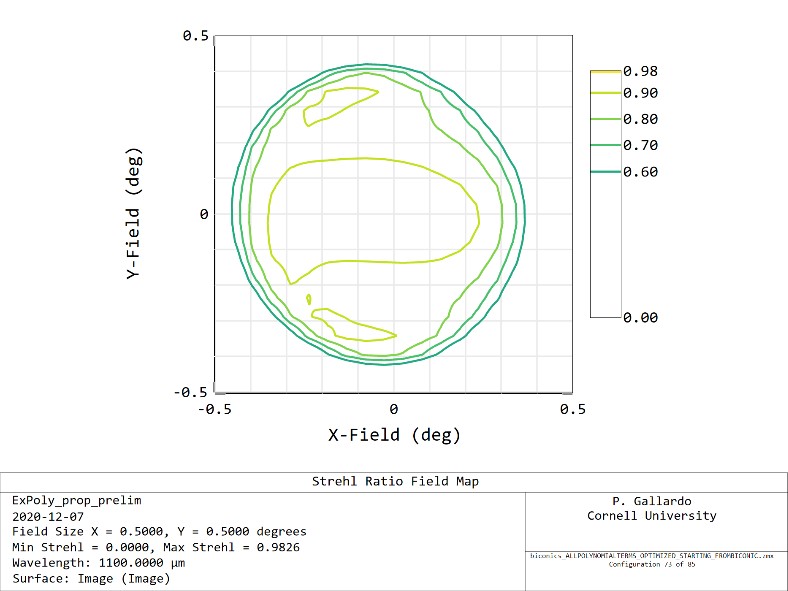 0.5
0
-0.5
-0.5
0
0.5
Y-Field (deg)
X-Field (deg)
0.98
0.90
0.80
0.70
0.60
0.00
Strehl Ratio Field Map
ExPoly_prop_prelim
2020-12-07
Field Size X = 0.5000, Y = 0.5000 degrees
Min Strehl = 0.0000, Max Strehl = 0.9826
Wavelength: 1100.0000 µm
Surface: Image (Image)
P. Gallardo
Cornell University
biconics_ALLPOLYNOMIALTERMS_OPTIMIZED_STARTING_FROMBICONIC.zmx
Configuration 73 of 85